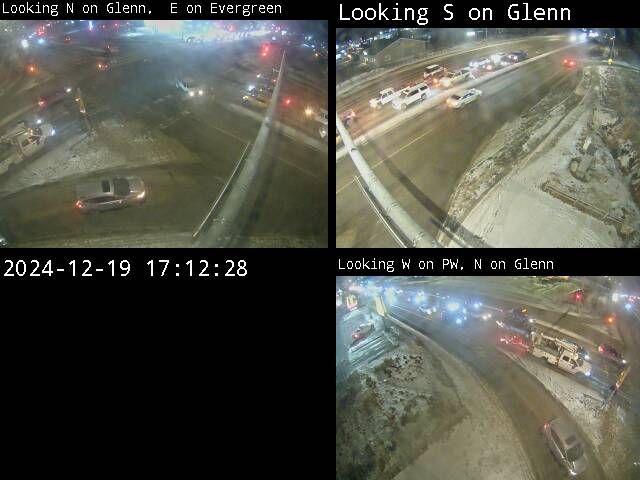 Looking N on Glenn,  E on Evergreen
Looking S on Glenn
2024-12-19 17:12:28
Looking W on PW, N on Glenn